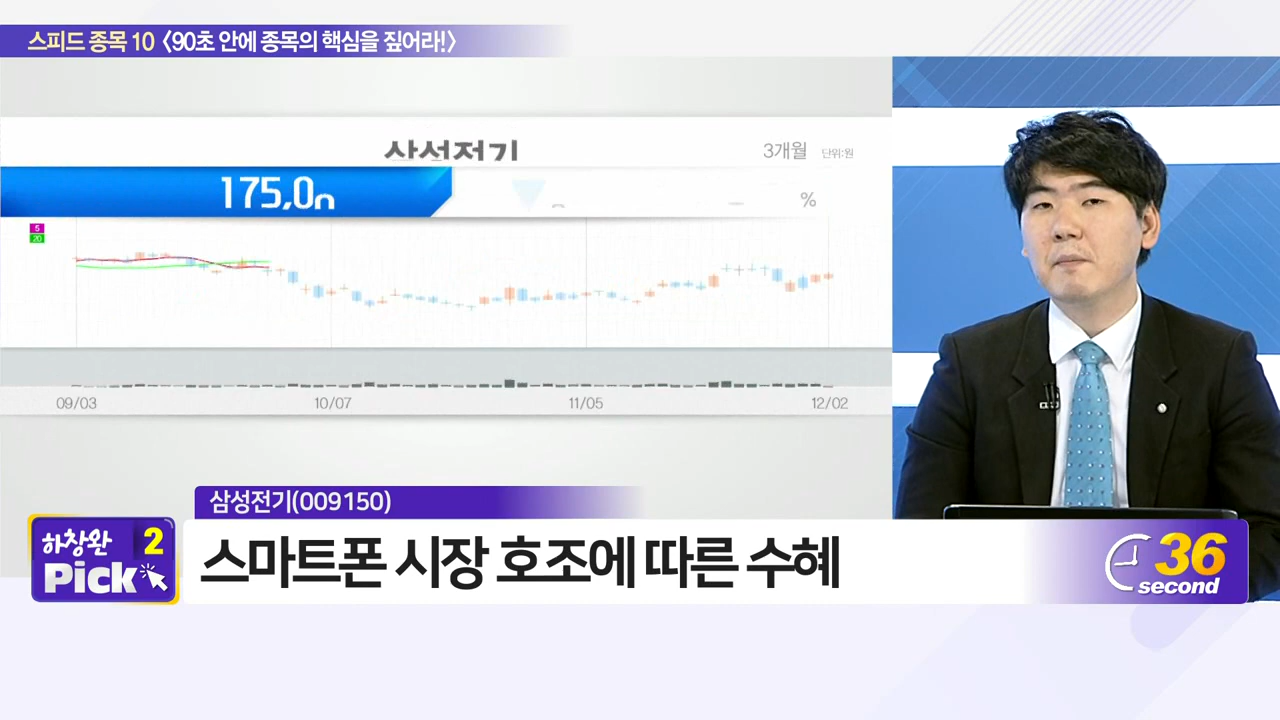 스피드 종목 10 <90초 안에 종목의 핵심을 짚어라!>
삼성전기
3개월 단위:원
175,0
%
5
20
09/03 10/07 11/05 12/02
삼성전기(009150)
하창완 2
Pick
스마트폰 시장 호조에 따른 수혜
36
second